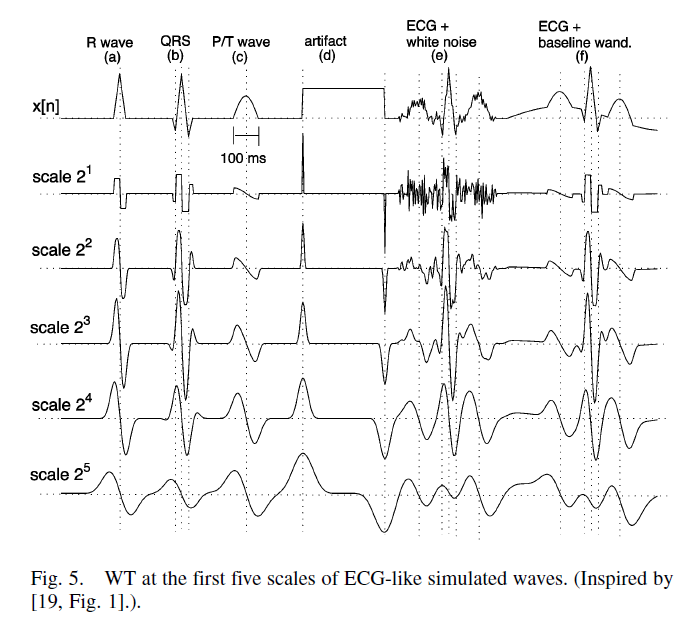 R wave
(a)
QRS
(b)
P/T wave
(c)
artifact
(d)
ECG +
white noise
(e)
ECG +
baseline wand.
(f)
x[n]
100 ms
scale 2¹
scale 2²
scale 2³
scale 2⁴
scale 2⁵
Fig. 5. WT at the first five scales of ECG-like simulated waves. (Inspired by
[19, Fig. 1].).